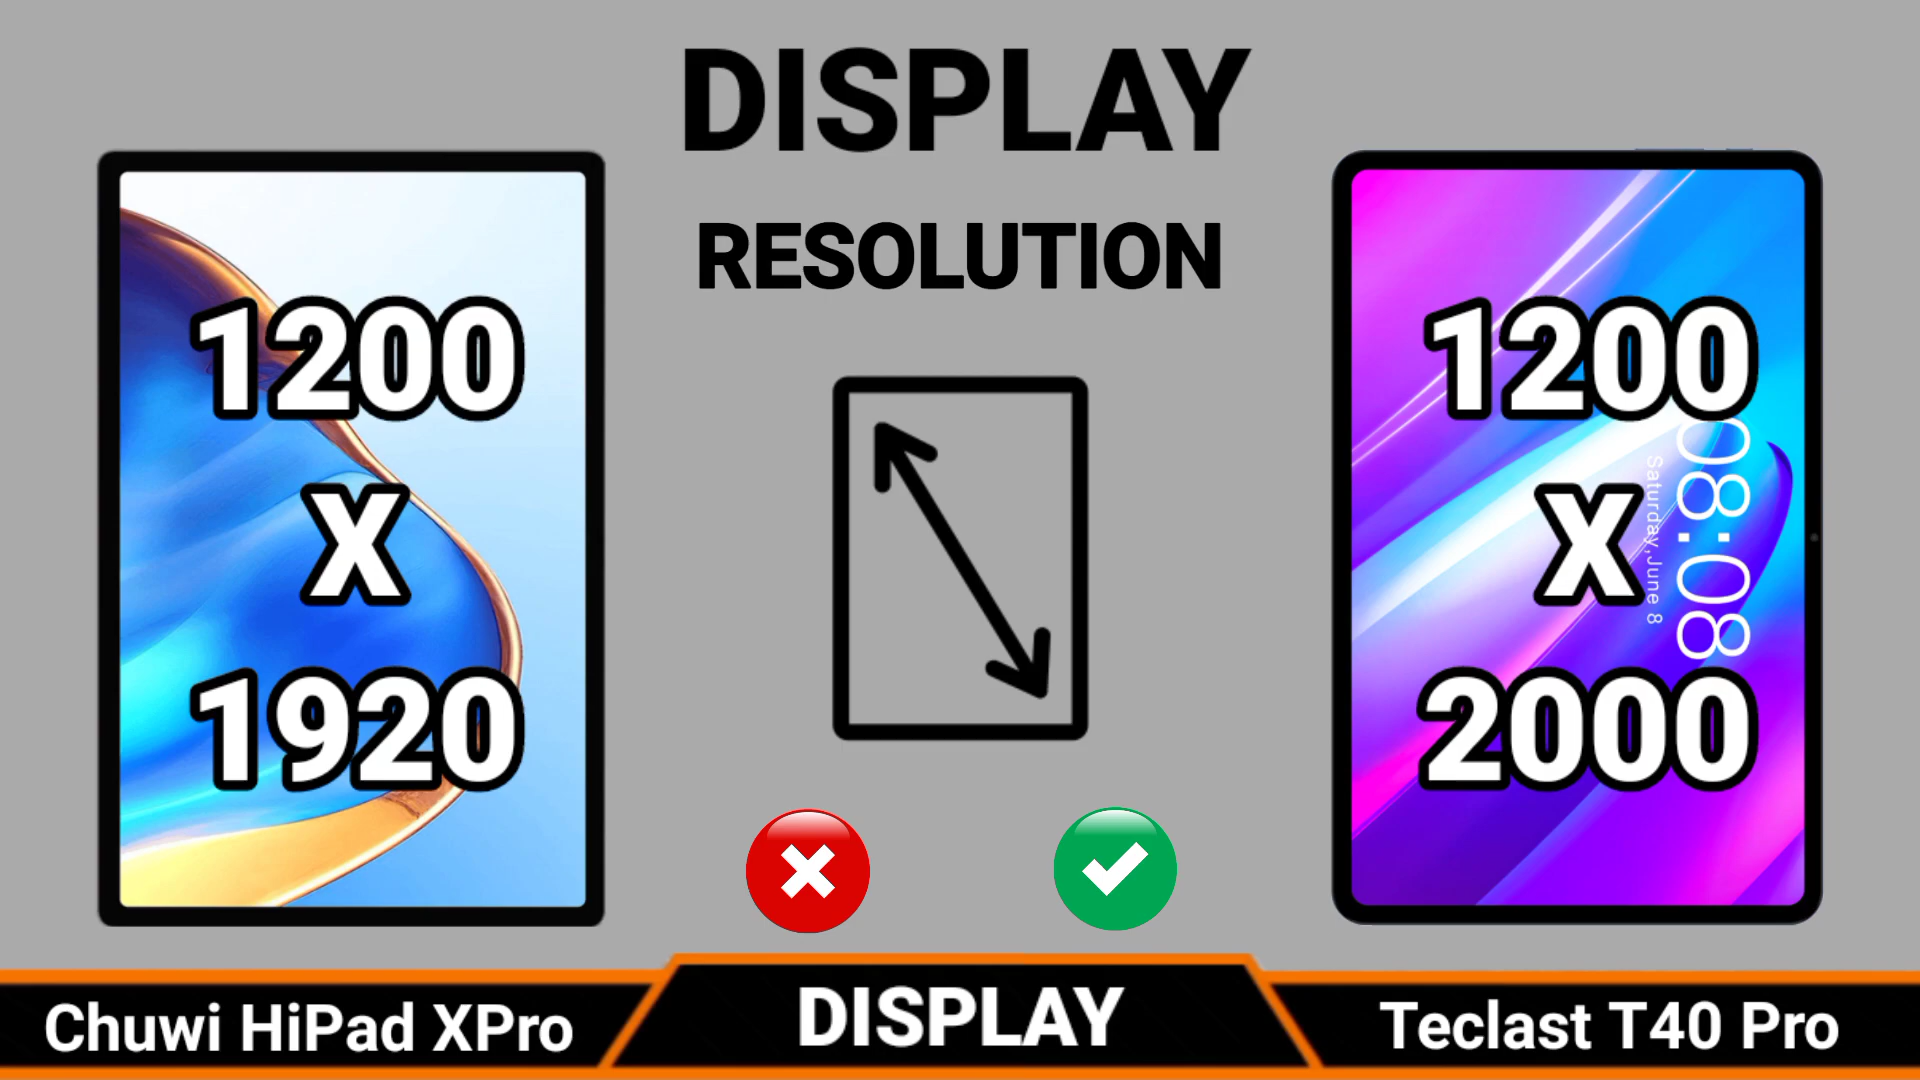 DISPLAY
RESOLUTION
1200
X
1920
1200
X
2000
08:08
Saturday,June 8
Chuwi HiPad XPro
DISPLAY
Teclast T40 Pro